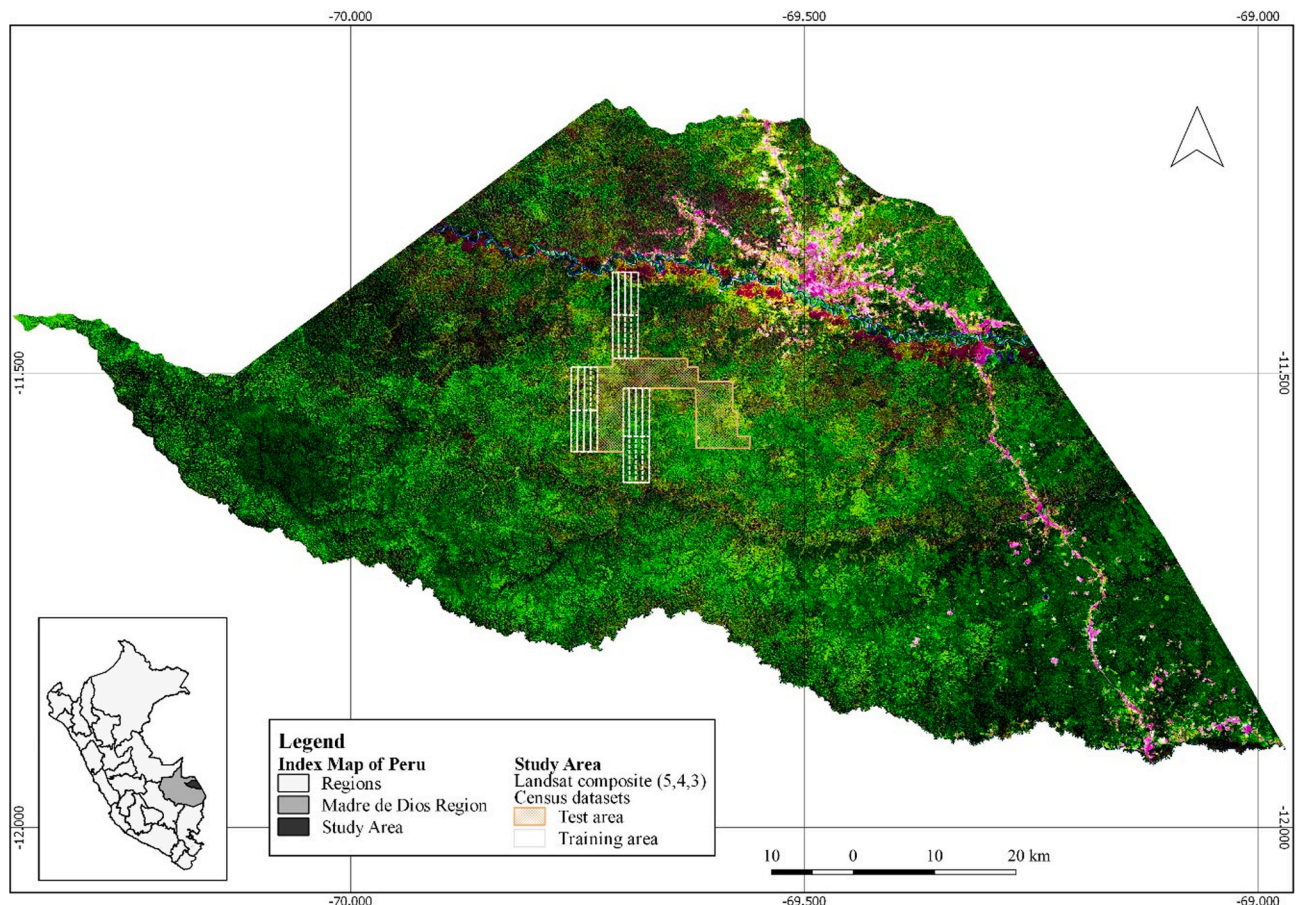 -70.000 -69.500 -69.000
-11.500 -11.500
Legend
Index Map of Peru
Regions
Madre de Dios Region
Study Area
Study Area
Landsat composite (5,4,3)
Census datasets
Test area
Training area
-12.000 -12.000
10 0 10 20 km
-70.000 -69.500 -69.000